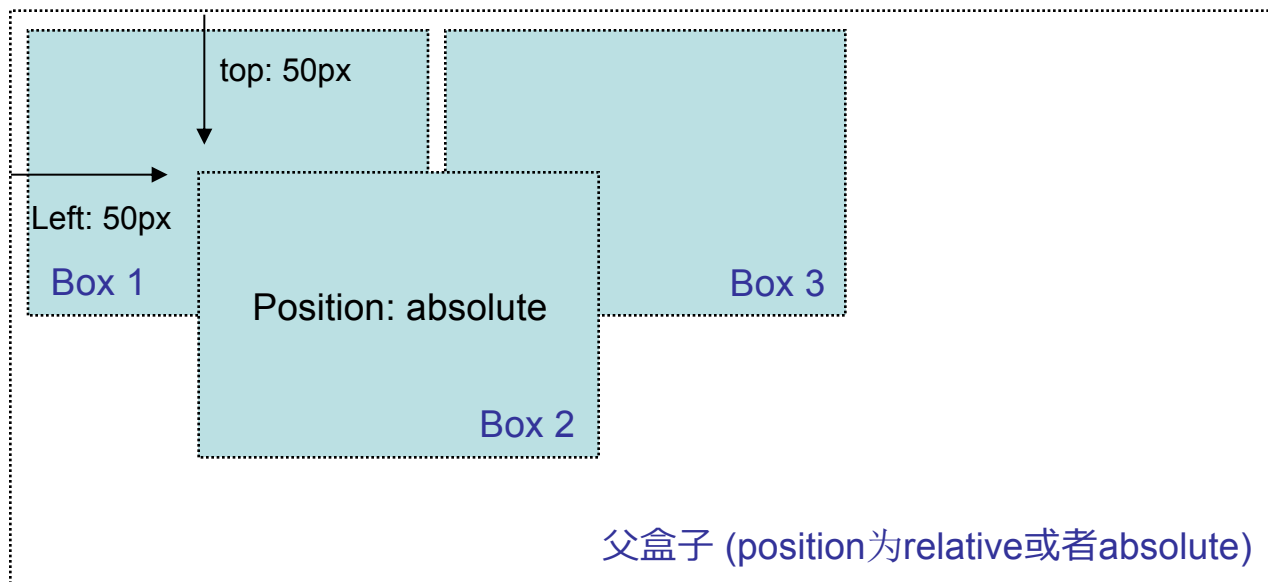 top: 50px
Left: 50px
Box 1
Box 3
Position: absolute
Box 2
父盒子 (position为relative或者absolute)